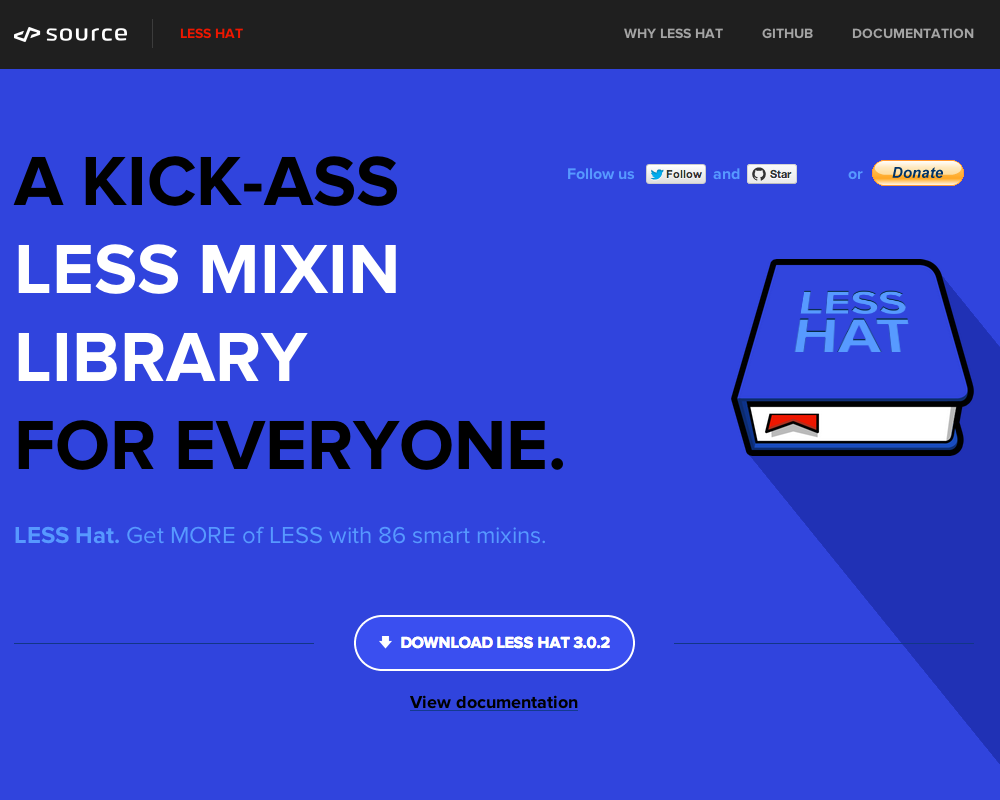 source
LESS HAT
WHY LESS HAT
GITHUB
DOCUMENTATION
A KICK-ASS
LESS MIXIN
LIBRARY
FOR EVERYONE.
Follow us
Follow
and
Star
or
Donate
LESS
HAT
LESS Hat. Get MORE of LESS with 86 smart mixins.
DOWNLOAD LESS HAT 3.0.2
View documentation